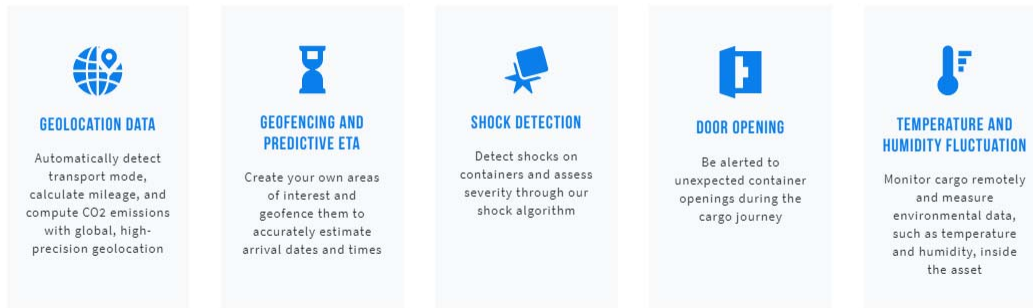 GEOLOCATION DATA
Automatically detect
transport mode,
calculate mileage, and
compute CO2 emissions
with global, high-
precision geolocation
GEOFENCING AND
PREDICTIVE ETA
Create your own areas
of interest and
geofence them to
accurately estimate
arrival dates and times
SHOCK DETECTION
Detect shocks on
containers and assess
severity through our
shock algorithm
DOOR OPENING
Be alerted to
unexpected container
openings during the
cargo journey
TEMPERATURE AND
HUMIDITY FLUCTUATION
Monitor cargo remotely
and measure
environmental data,
such as temperature
and humidity, inside
the asset